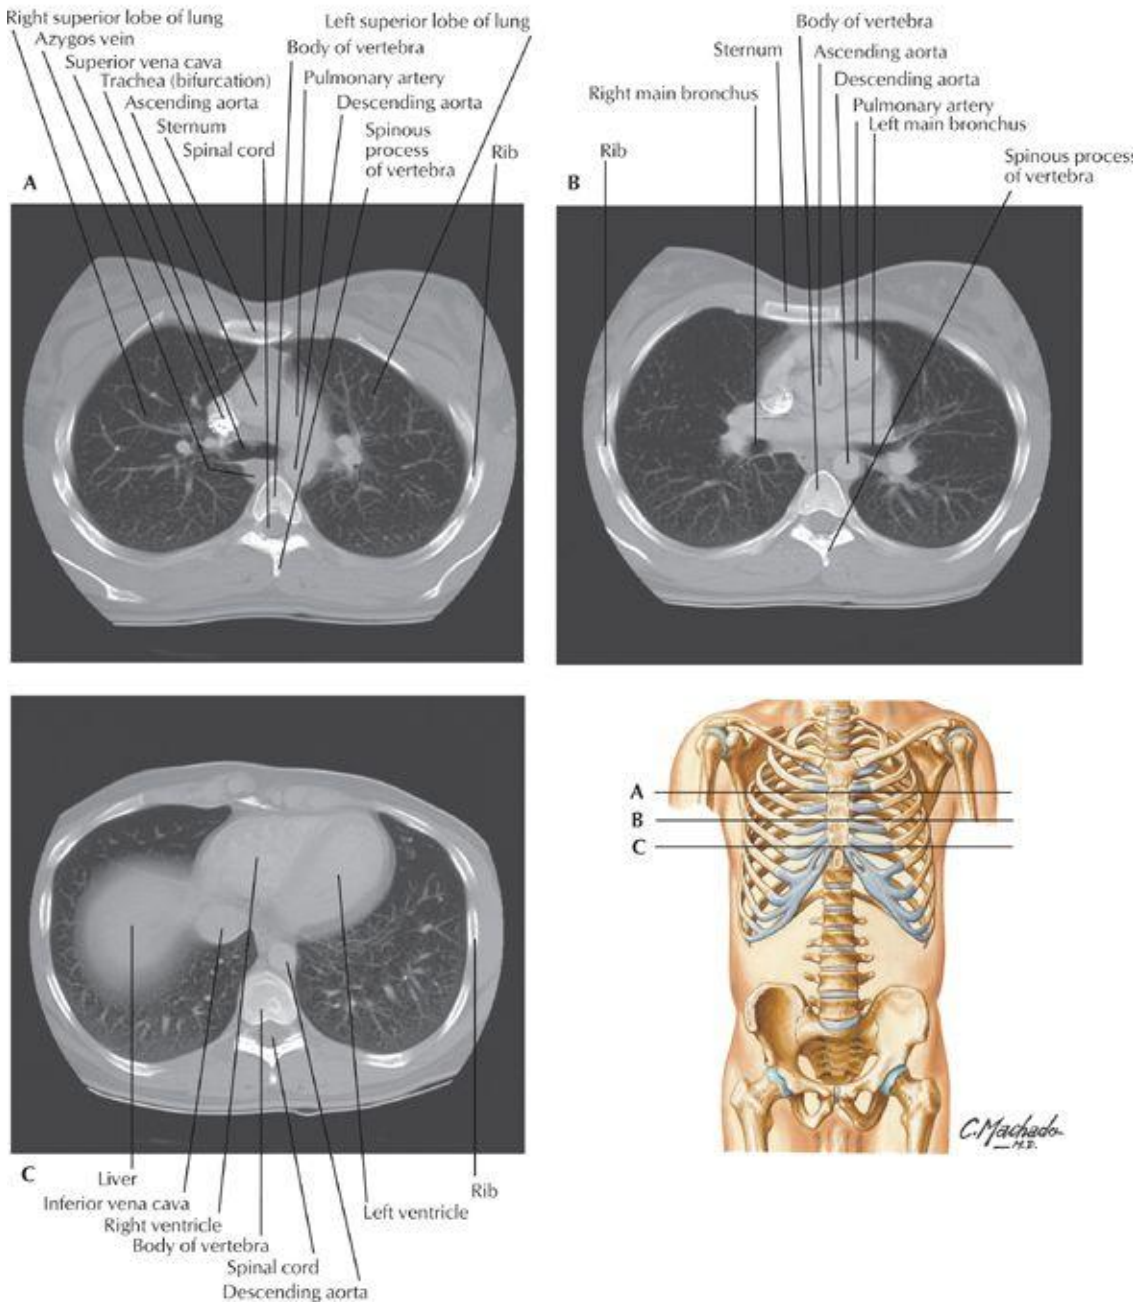 Right superior lobe of lung
Azygos vein
Superior vena cava
Trachea (bifurcation)
Ascending aorta
Sternum
Spinal cord
Left superior lobe of lung
Body of vertebra
Pulmonary artery
Descending aorta
Spinous
process
of vertebra
Rib
A
Body of vertebra
Sternum
Ascending aorta
Descending aorta
Right main bronchus
Pulmonary artery
Left main bronchus
Rib
Spinous process
of vertebra
B
A
B
C
C. Machado
M.D.
C
Liver
Inferior vena cava
Right ventricle
Body of vertebra
Spinal cord
Descending aorta
Left ventricle
Rib